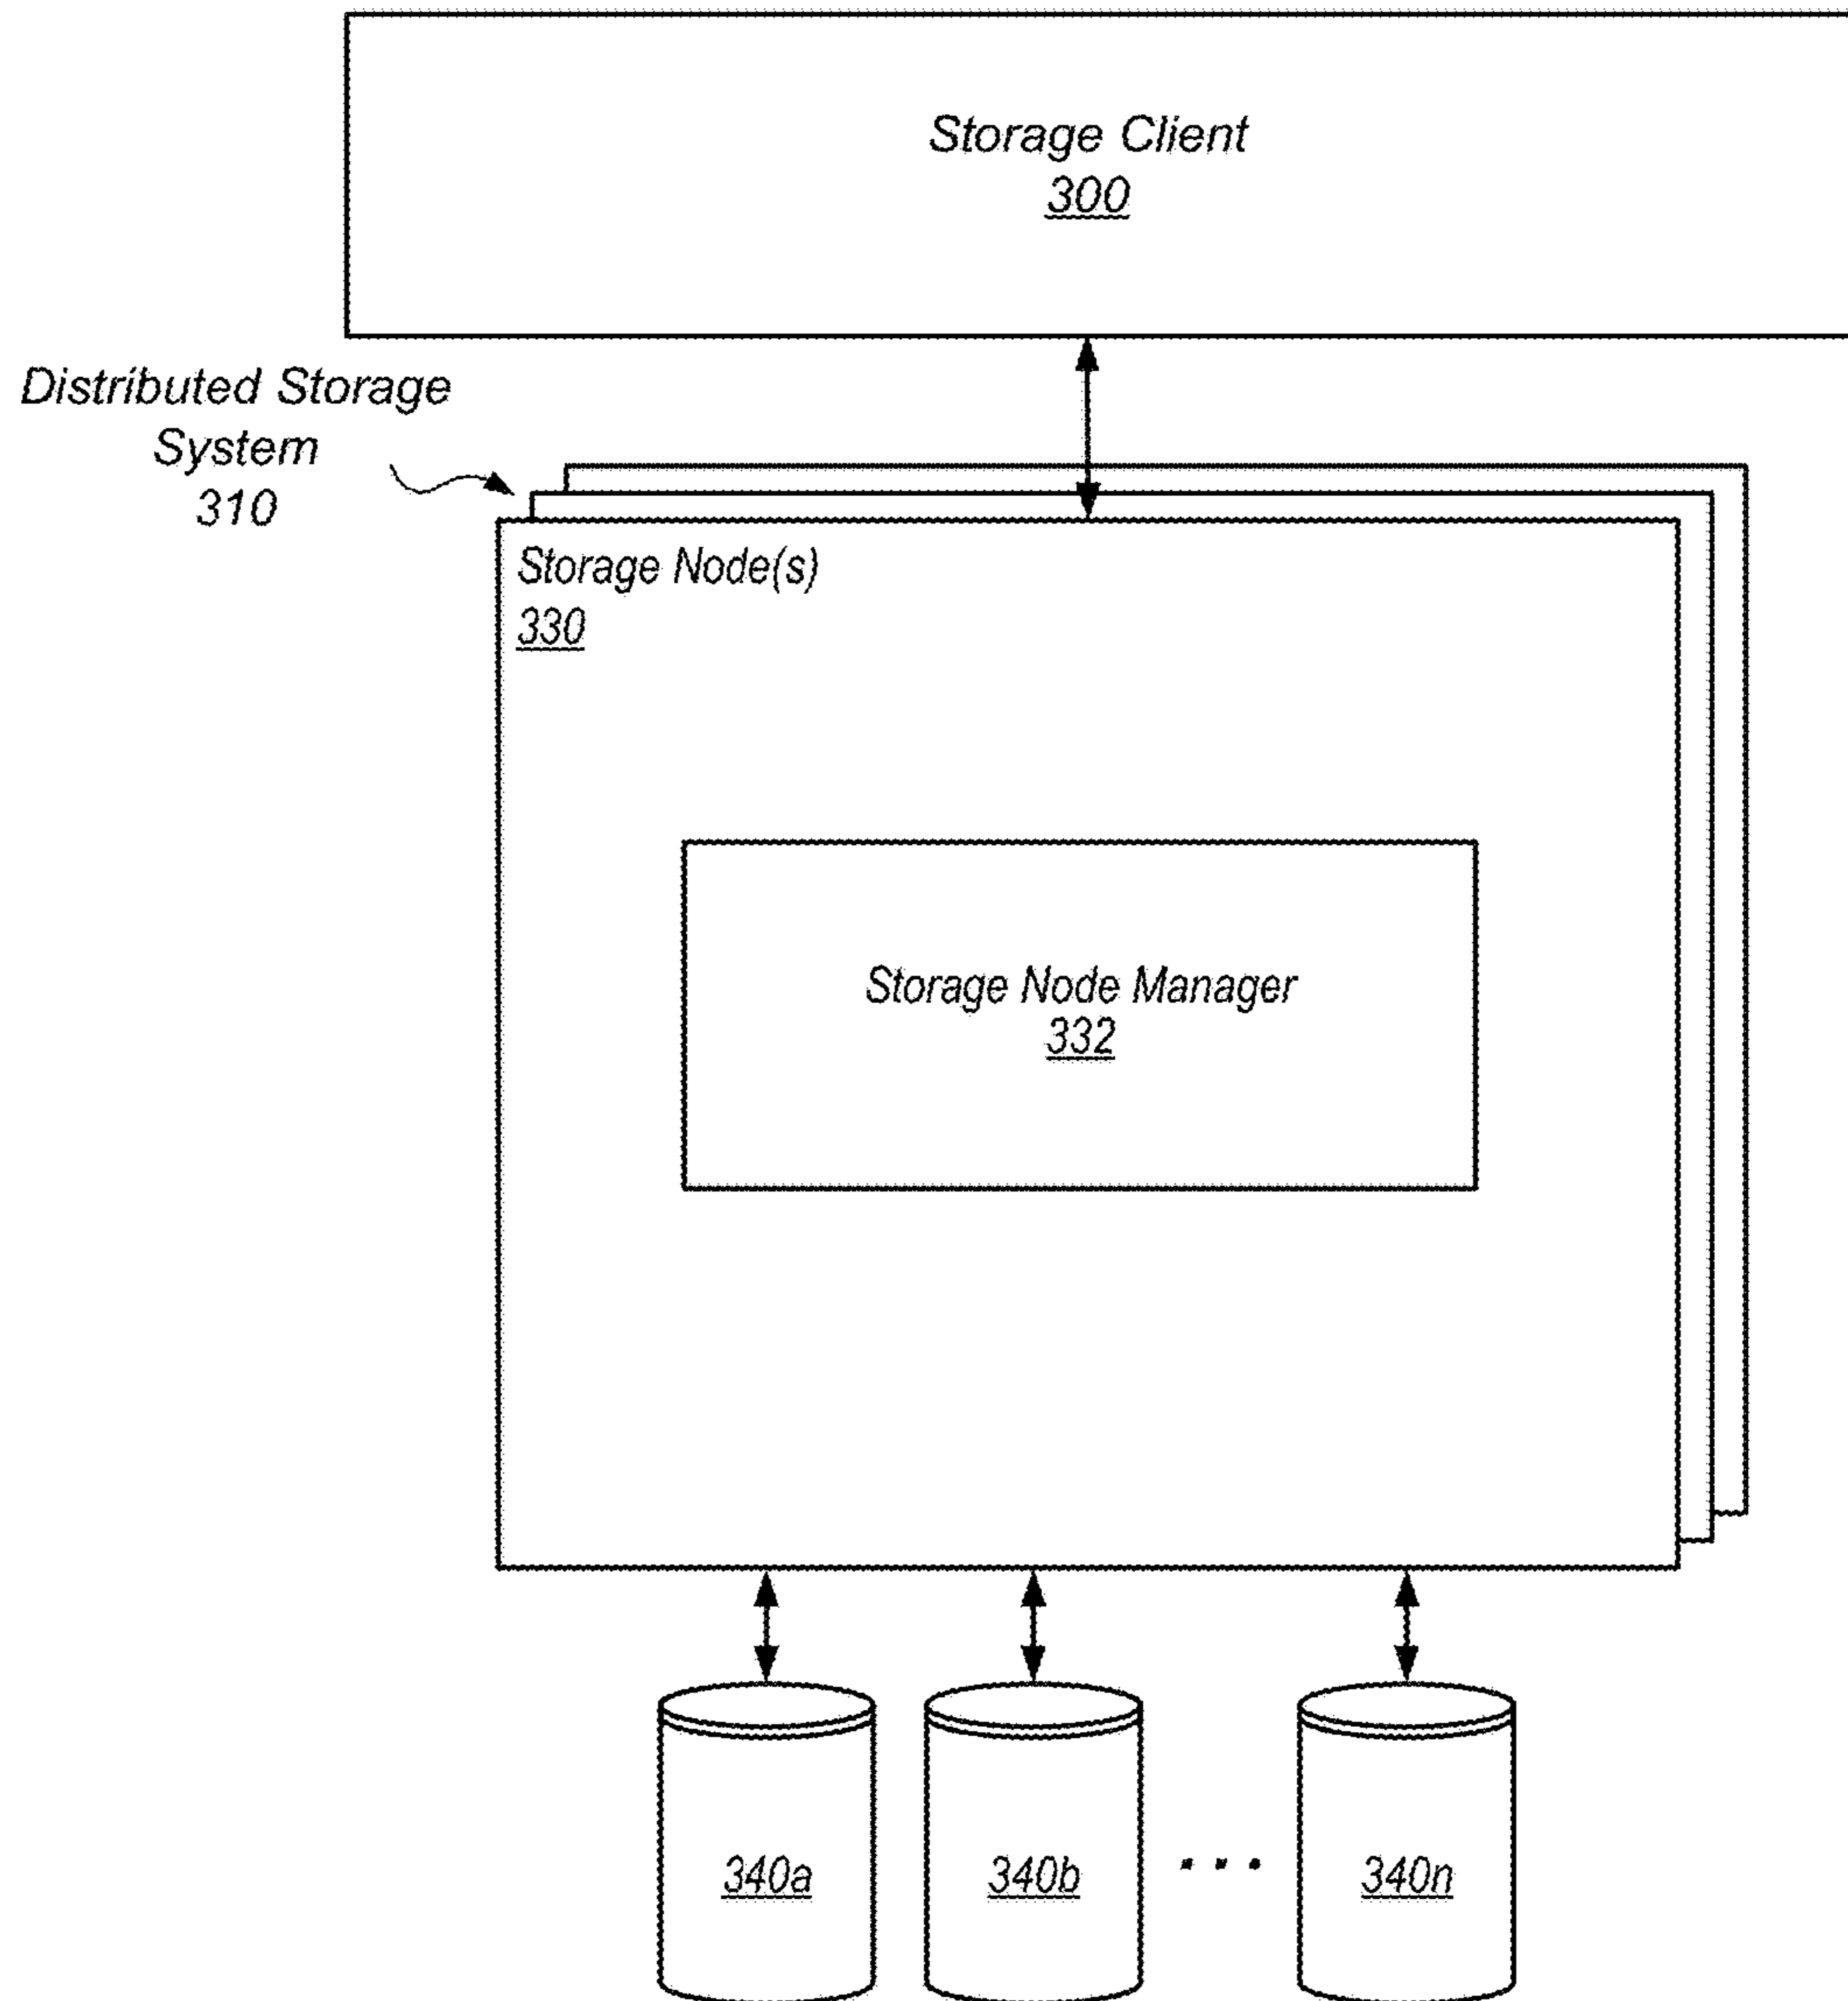 Storage Client
300
Distributed Storage
System
310
Storage Node(s)
330
Storage Node Manager
332
340a
340b
. . .
340n